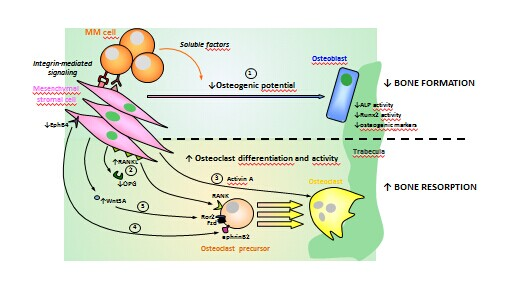 MM cell
Soluble factors
Integrin-mediated
signaling
Osteoblast
①
↓Osteogenic potential
↓ BONE FORMATION
Mesenctymal
stromal cell
↓ALP activity
↓Runx2 activity
↓osteogenic markers
↓EphB4
Trabecula
↑ Osteoclast differentiation and activity
↑RANKL
②
③ Activin A
↓OPG
Osteoclast
↑ BONE RESORPTION
RANK
↑Wnt5A
⑤
Ror2
Fzd
④
ephrinB2
Osteoclast precursor